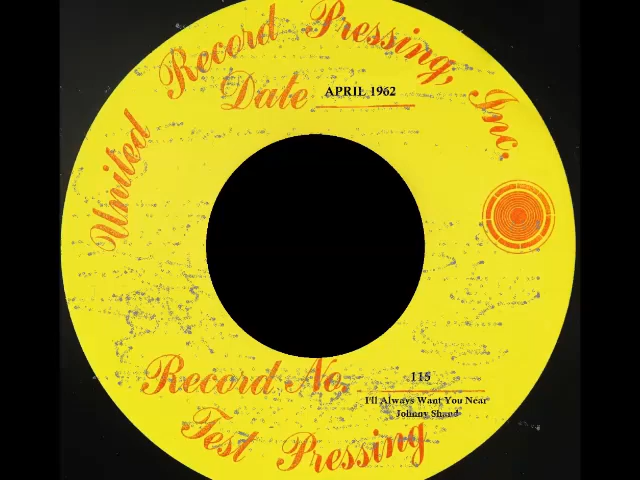 United Record Pressing, Inc.
Date APRIL 1962
Record No. 115
I'll Always Want You Near
Johnny Shand
Test Pressing